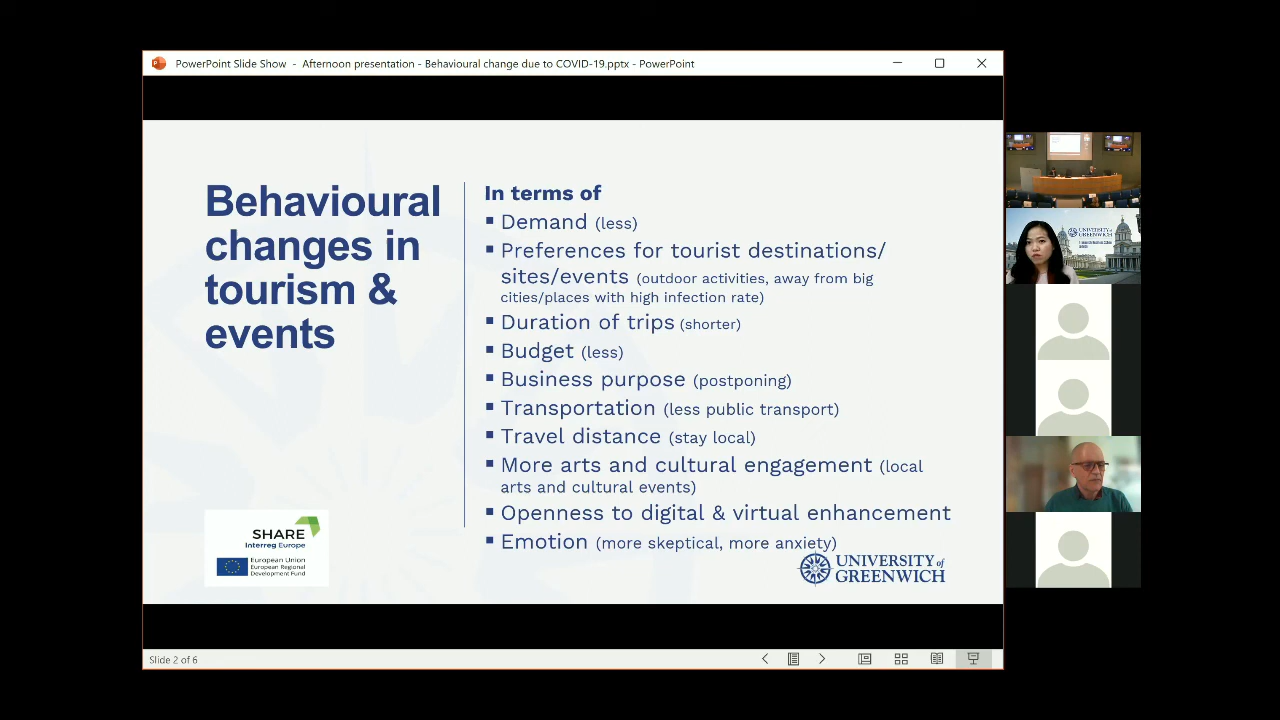 PowerPoint Slide Show - Afternoon presentation - Behavioural change due to COVID-19.pptx - PowerPoint
Behavioural
changes in
tourism &
events
In terms of
Demand (less)
Preferences for tourist destinations/
sites/events (outdoor activities, away from big
cities/places with high infection rate)
Duration of trips (shorter)
Budget (less)
Business purpose (postponing)
Transportation (less public transport)
Travel distance (stay local)
More arts and cultural engagement (local
arts and cultural events)
Openness to digital & virtual enhancement
Emotion (more skeptical, more anxiety)
SHARE
Interreg Europe
European Union
European Regional
Development Fund
UNIVERSITY of
GREENWICH
Slide 2 of 6
UNIVERSITY of
GREENWICH